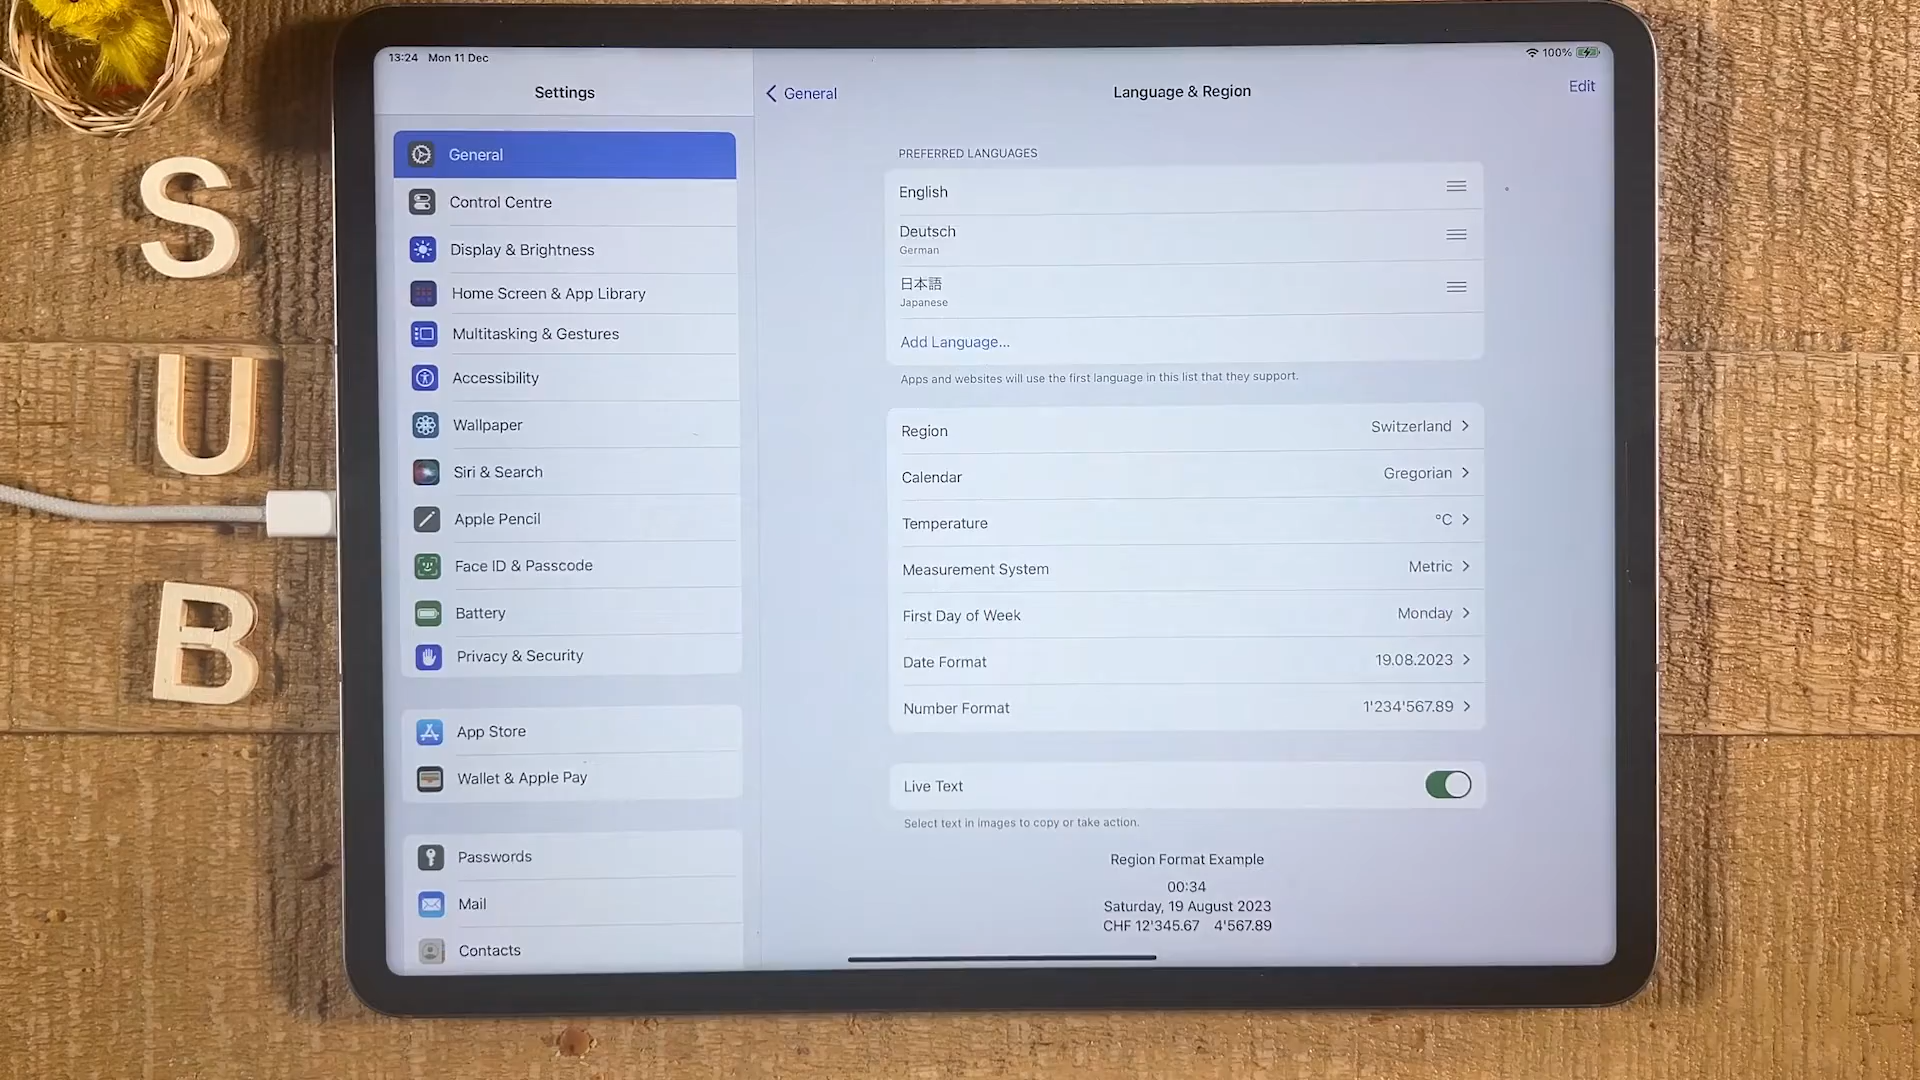 S
U
B
13:24 Mon 11 Dec
100%
Settings
General
Control Centre
Display & Brightness
Home Screen & App Library
Multitasking & Gestures
Accessibility
Wallpaper
Siri & Search
Apple Pencil
Face ID & Passcode
Battery
Privacy & Security
App Store
Wallet & Apple Pay
Passwords
Mail
Contacts
General
Language & Region
Edit
PREFERRED LANGUAGES
English
Deutsch
German
日本語
Japanese
Add Language...
Apps and websites will use the first language in this list that they support.
Region Switzerland
Calendar Gregorian
Temperature °C
Measurement System Metric
First Day of Week Monday
Date Format 19.08.2023
Number Format 1'234'567.89
Live Text
Select text in images to copy or take action.
Region Format Example
00:34
Saturday, 19 August 2023
CHF 12'345.67 4'567.89